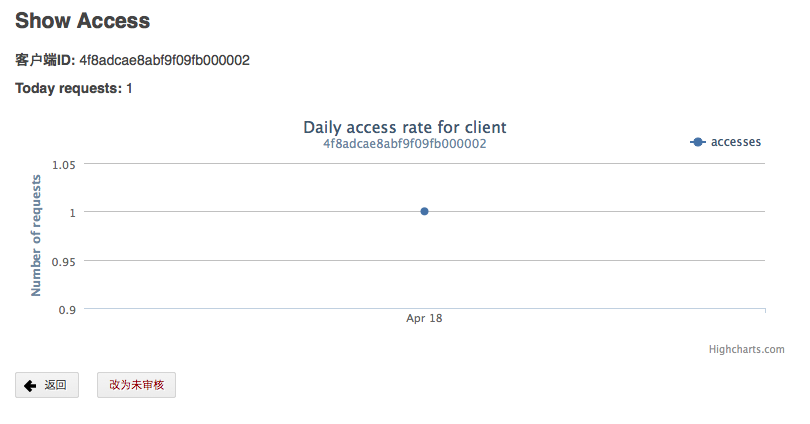 Show Access
客户端ID: 4f8adcae8abf9f09fb000002
Today requests: 1
Daily access rate for client
4f8adcae8abf9f09fb000002
accesses
Number of requests
1.05
1
0.95
0.9
Apr 18
Highcharts.com
返回
改为未审核